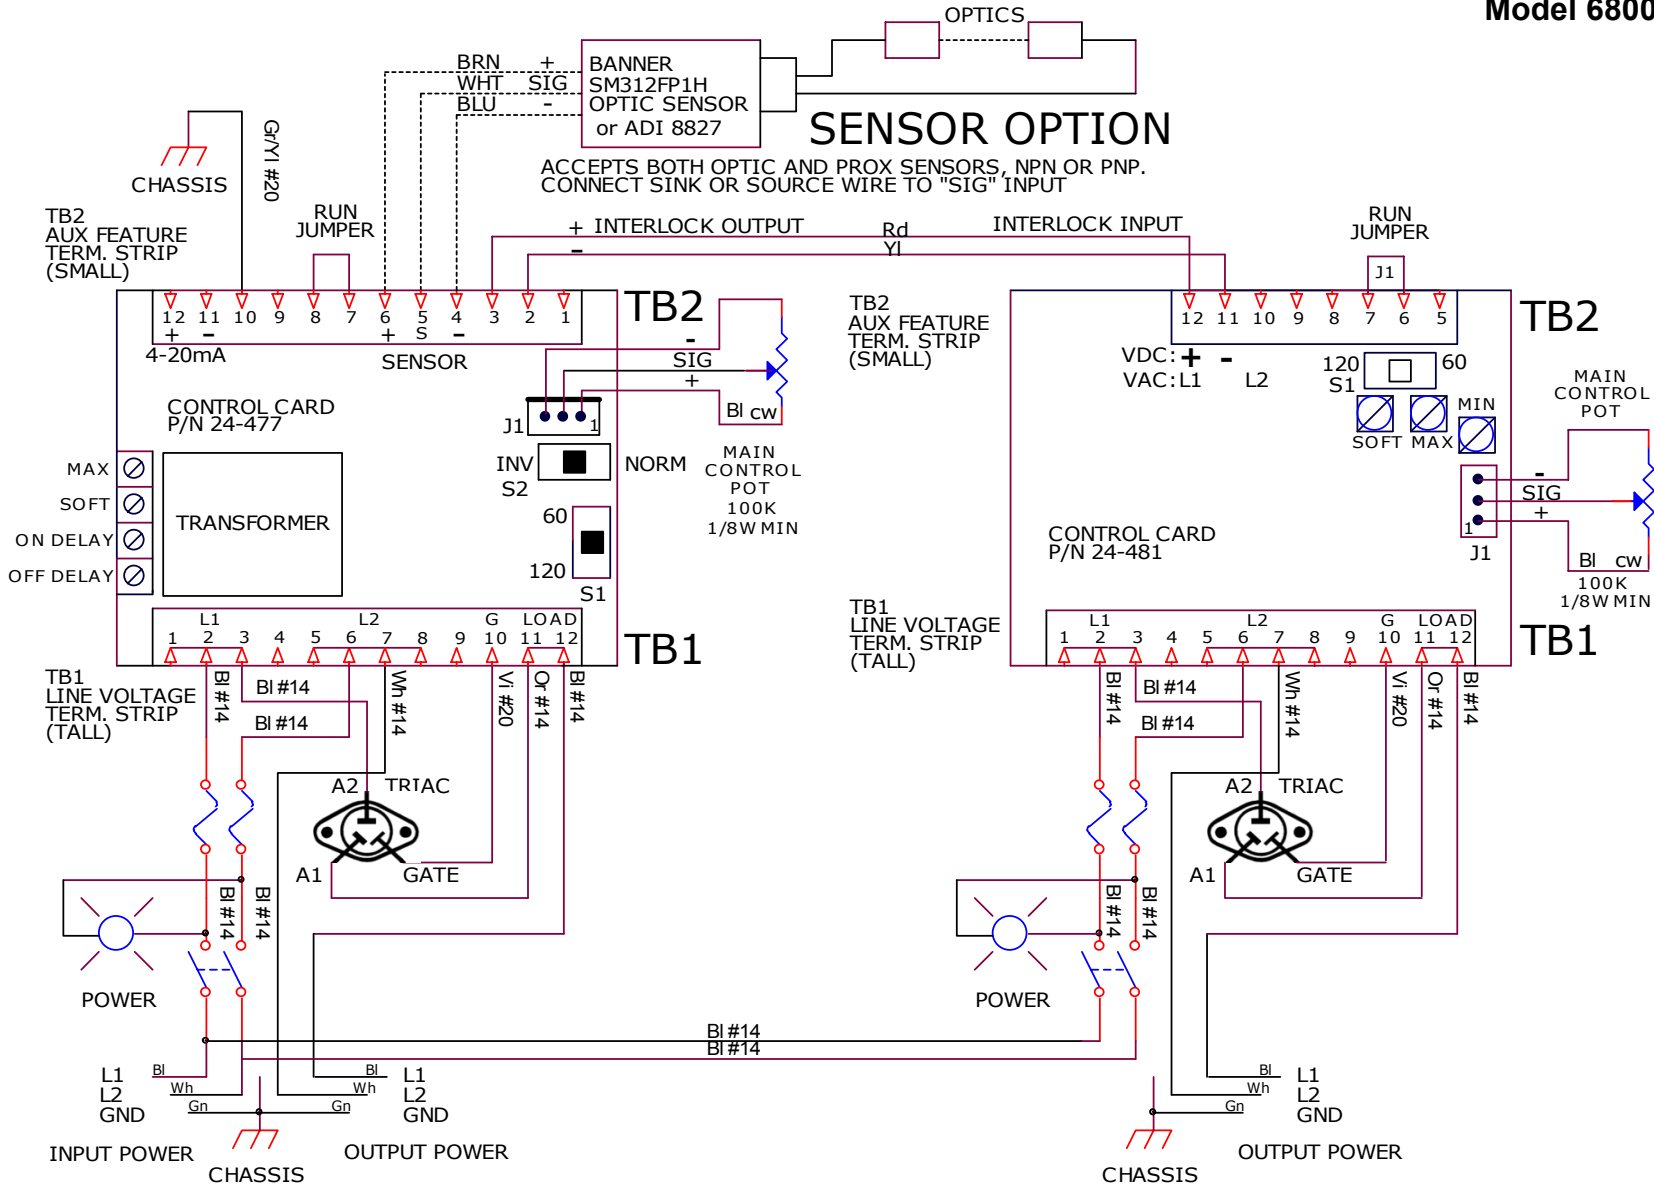 Model 6800
OPTICS
BRN +
WHT SIG
BLU -
BANNER
SM312FP1H
OPTIC SENSOR
or ADI 8827
SENSOR OPTION
ACCEPTS BOTH OPTIC AND PROX SENSORS, NPN OR PNP.
CONNECT SINK OR SOURCE WIRE TO "SIG" INPUT
CHASSIS
Gr/Yl #20
TB2
AUX FEATURE
TERM. STRIP
(SMALL)
RUN
JUMPER
+ INTERLOCK OUTPUT
-
Rd
Yl
INTERLOCK INPUT
RUN
JUMPER
J1
12 11 10 9 8 7 6 5 4 3 2 1
+ - + S -
4-20mA
SENSOR
TB2
-
SIG
+
Bl cw
J1
1
CONTROL CARD
P/N 24-477
INV
NORM
S2
MAIN
CONTROL
POT
100K
1/8W MIN
MAX
SOFT
ON DELAY
OFF DELAY
TRANSFORMER
60
120
S1
L1 L2 G LOAD
1 2 3 4 5 6 7 8 9 10 11 12
TB1
TB1
LINE VOLTAGE
TERM. STRIP
(TALL)
Bl #14
Bl #14
Bl #14
Wh #14
Vi #20
Or #14
Bl #14
A2 TRIAC
A1
GATE
Bl #14
Bl #14
POWER
L1 Bl
L2 Wh
GND Gn
INPUT POWER
Bl L1
Wh L2
Gn GND
OUTPUT POWER
CHASSIS
Bl #14
Bl #14
TB2
AUX FEATURE
TERM. STRIP
(SMALL)
12 11 10 9 8 7 6 5
TB2
VDC: + -
VAC: L1 L2
120
60
S1
SOFT
MAX
MIN
MAIN
CONTROL
POT
-
SIG
+
1
J1
Bl cw
100K
1/8W MIN
CONTROL CARD
P/N 24-481
TB1
LINE VOLTAGE
TERM. STRIP
(TALL)
L1 L2 G LOAD
1 2 3 4 5 6 7 8 9 10 11 12
TB1
Bl #14
Bl #14
Bl #14
Wh #14
Vi #20
Or #14
Bl #14
A2 TRIAC
A1
GATE
Bl #14
Bl #14
POWER
Bl L1
Wh L2
Gn GND
OUTPUT POWER
CHASSIS